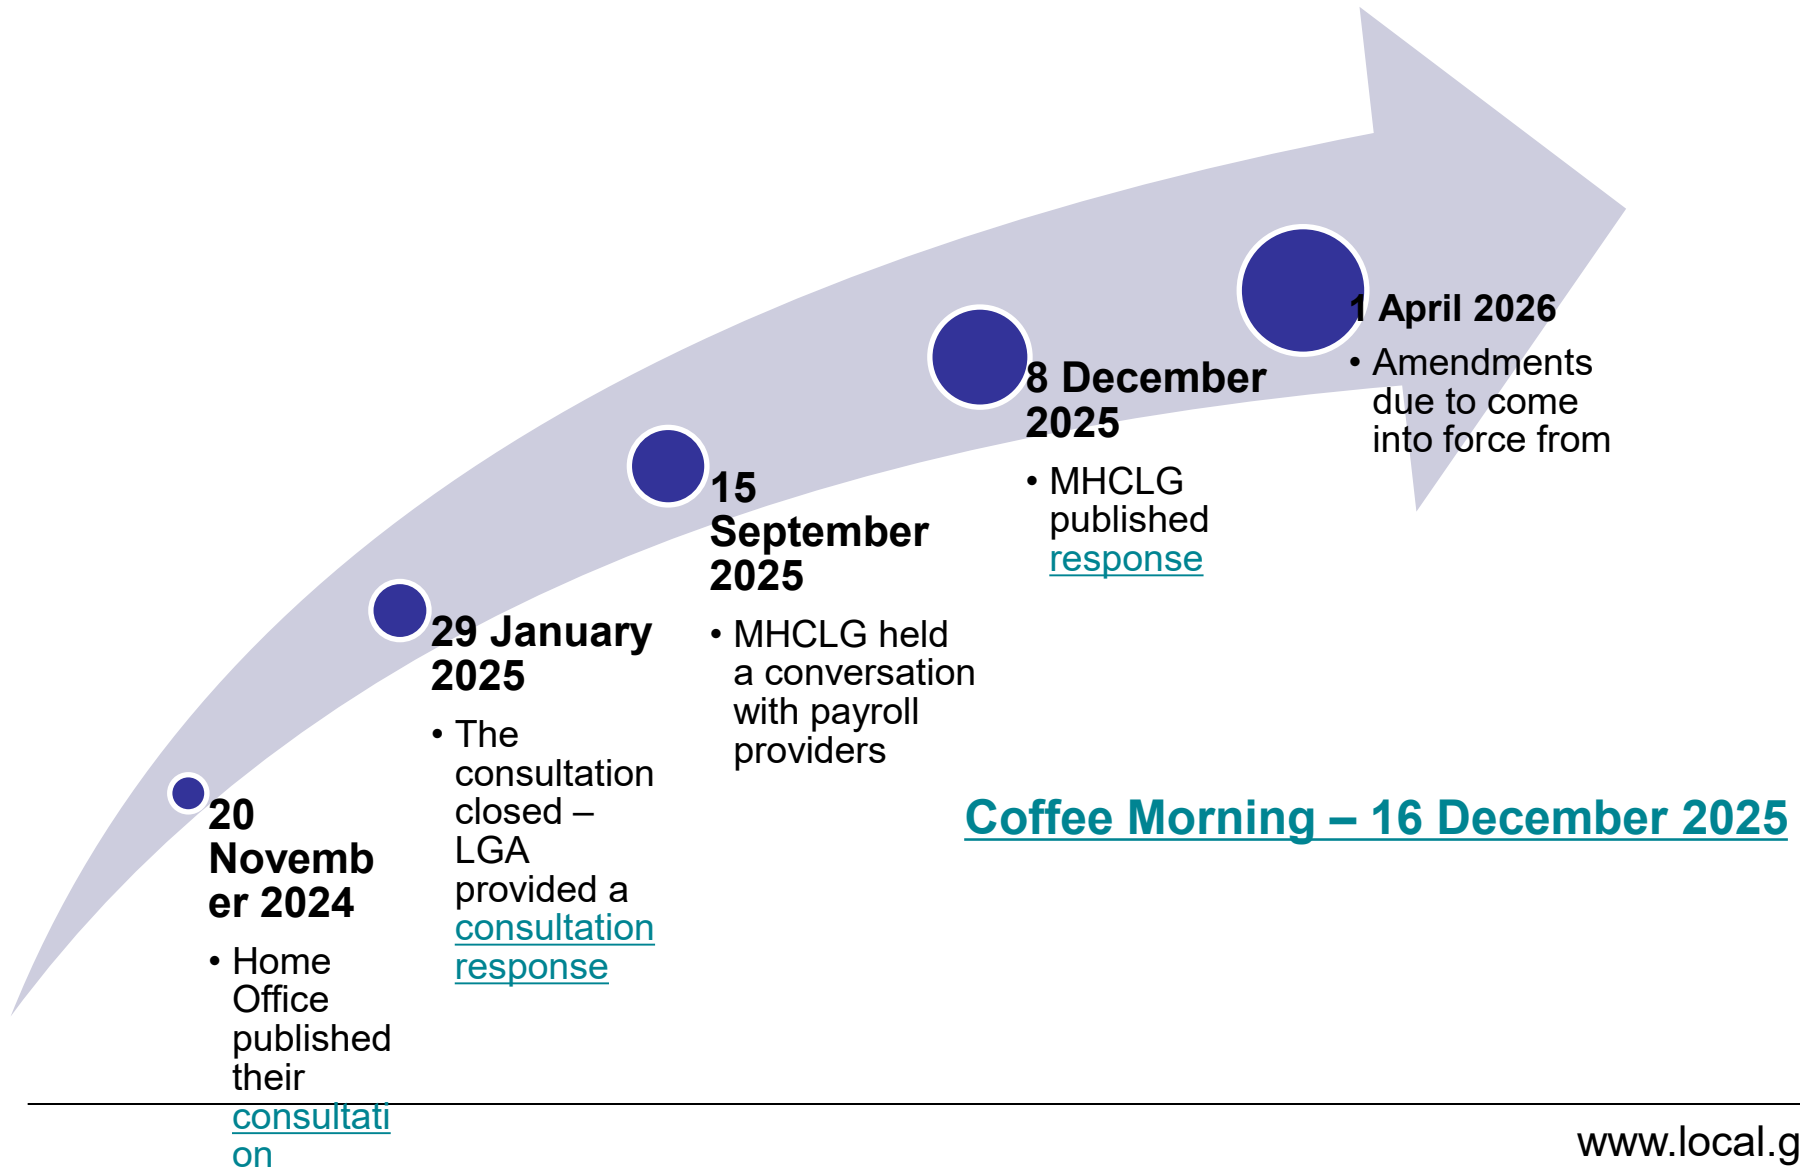 20
Novemb
er 2024
• Home
Office
published
their
consultati
on
29 January
2025
• The
consultation
closed –
LGA
provided a
consultation
response
15
September
2025
• MHCLG held
a conversation
with payroll
providers
8 December
2025
• MHCLG
published
response
1 April 2026
• Amendments
due to come
into force from
Coffee Morning – 16 December 2025
www.local.g